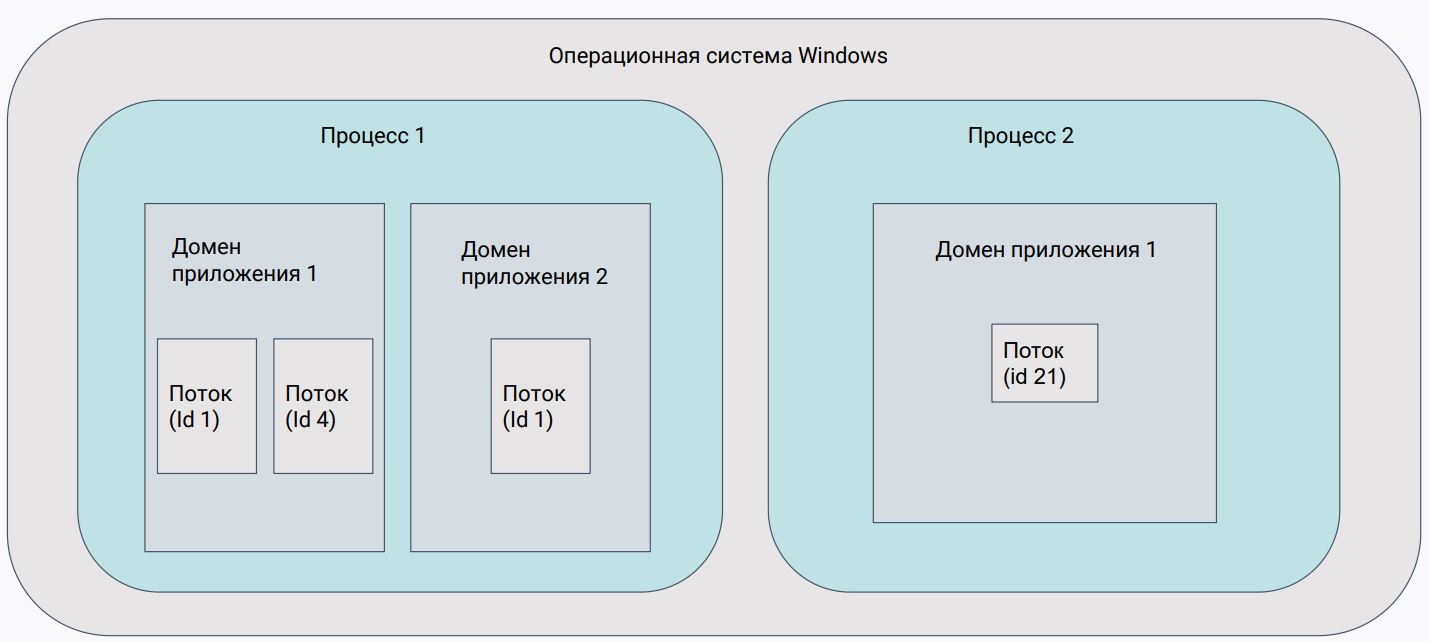 Операционная система Windows
Процесс 1
Домен
приложения 1
Поток
(Id 1)
Поток
(Id 4)
Домен
приложения 2
Поток
(Id 1)
Процесс 2
Домен приложения 1
Поток
(id 21)